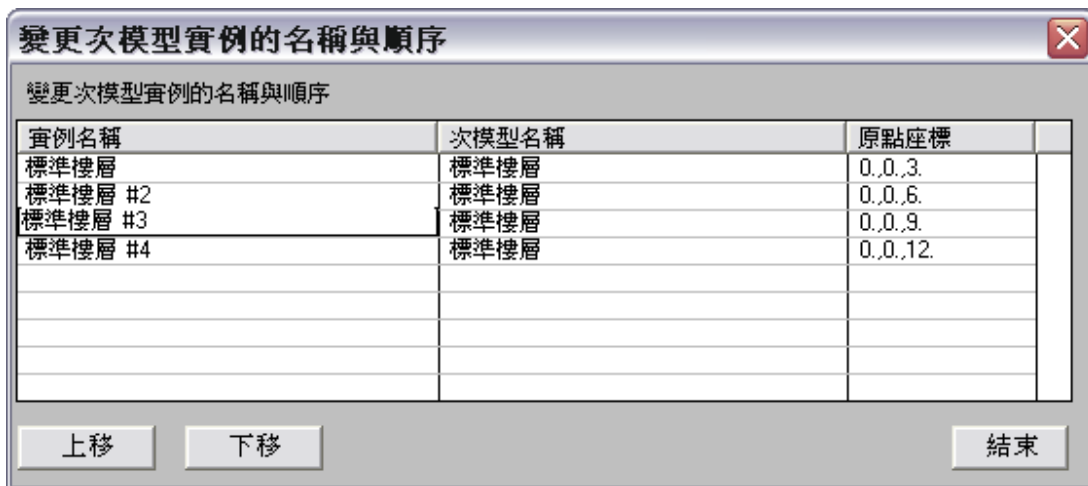 變更次模型實例的名稱與順序
變更次模型實例的名稱與順序
實例名稱 次模型名稱 原點座標
標準樓層 標準樓層 0.,0.,3.
標準樓層 #2 標準樓層 0.,0.,6.
標準樓層 #3 標準樓層 0.,0.,9.
標準樓層 #4 標準樓層 0.,0.,12.
上移 下移 結束